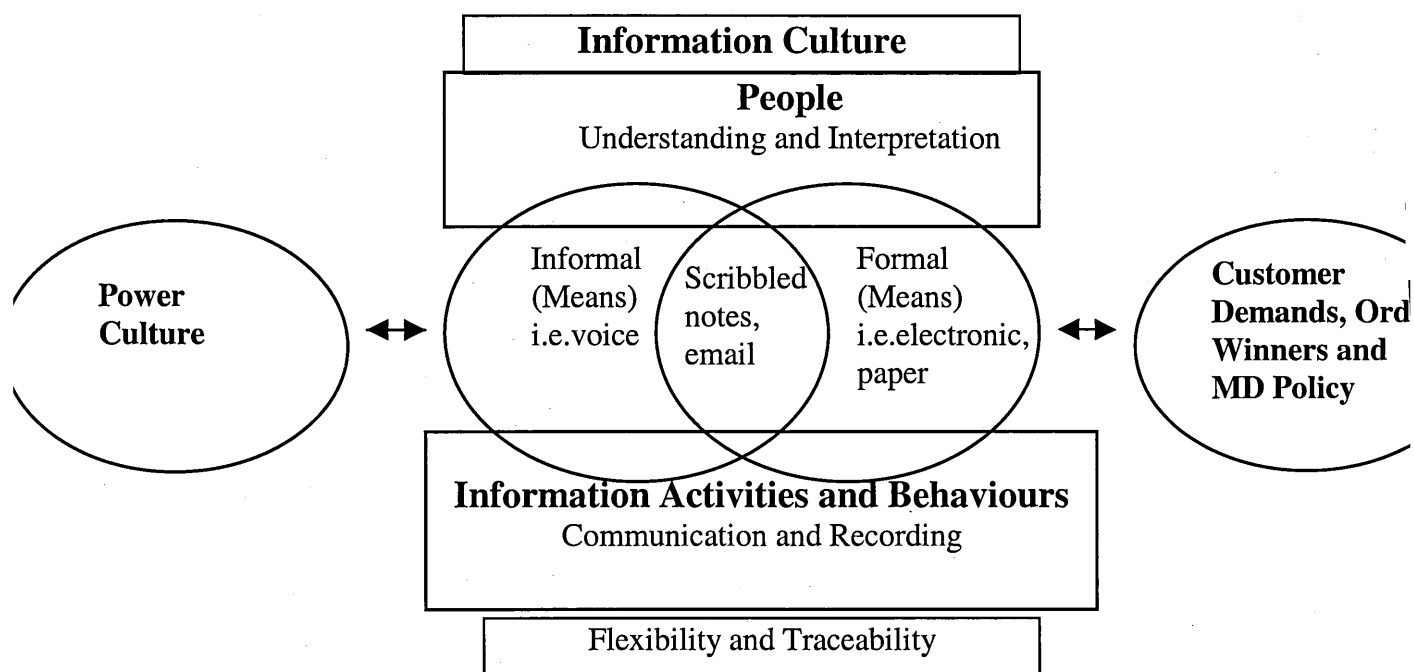 Information Culture
People
Understanding and Interpretation
Power
Culture
Informal
(Means)
i.e.voice
Scribbled
notes,
email
Formal
(Means)
i.e.electronic,
paper
Customer
Demands, Ord
Winners and
MD Policy
Information Activities and Behaviours
Communication and Recording
Flexibility and Traceability